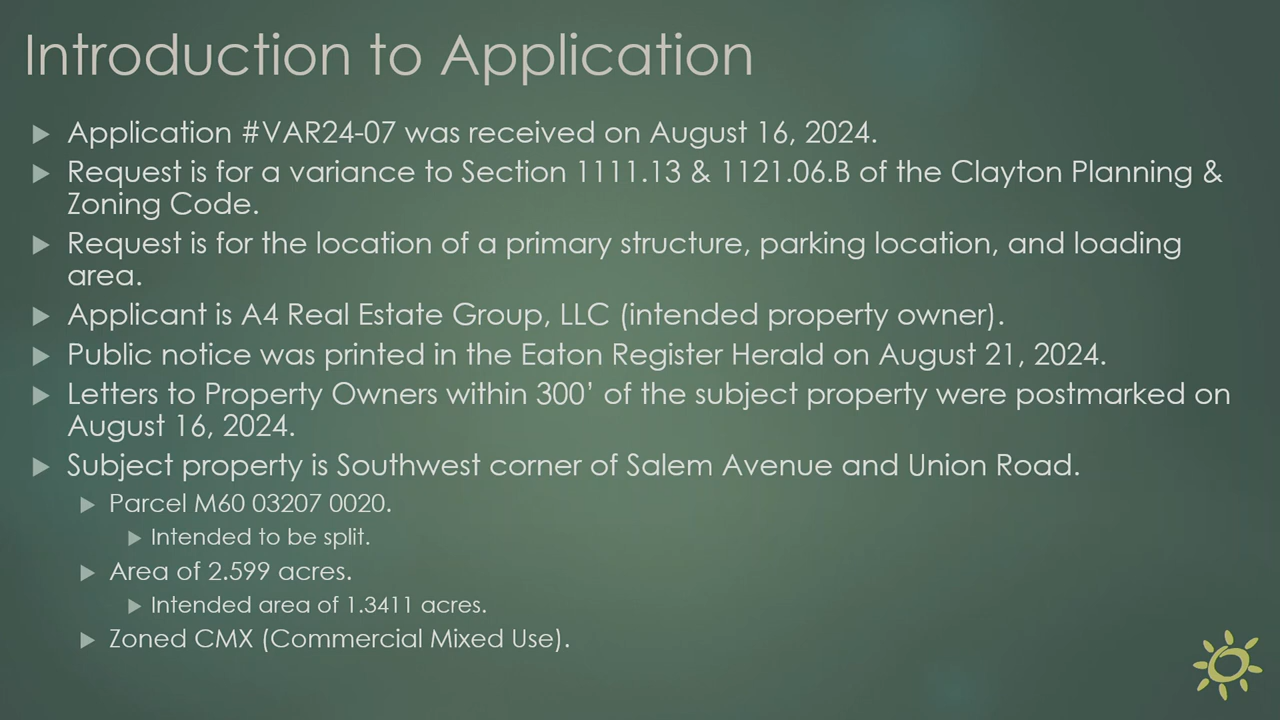 Introduction to Application
Application #VAR24-07 was received on August 16, 2024.
Request is for a variance to Section 1111.13 & 1121.06.B of the Clayton Planning &
Zoning Code.
Request is for the location of a primary structure, parking location, and loading
area.
Applicant is A4 Real Estate Group, LLC (intended property owner).
Public notice was printed in the Eaton Register Herald on August 21, 2024.
Letters to Property Owners within 300’ of the subject property were postmarked on
August 16, 2024.
Subject property is Southwest corner of Salem Avenue and Union Road.
Parcel M60 03207 0020.
Intended to be split.
Area of 2.599 acres.
Intended area of 1.3411 acres.
Zoned CMX (Commercial Mixed Use).